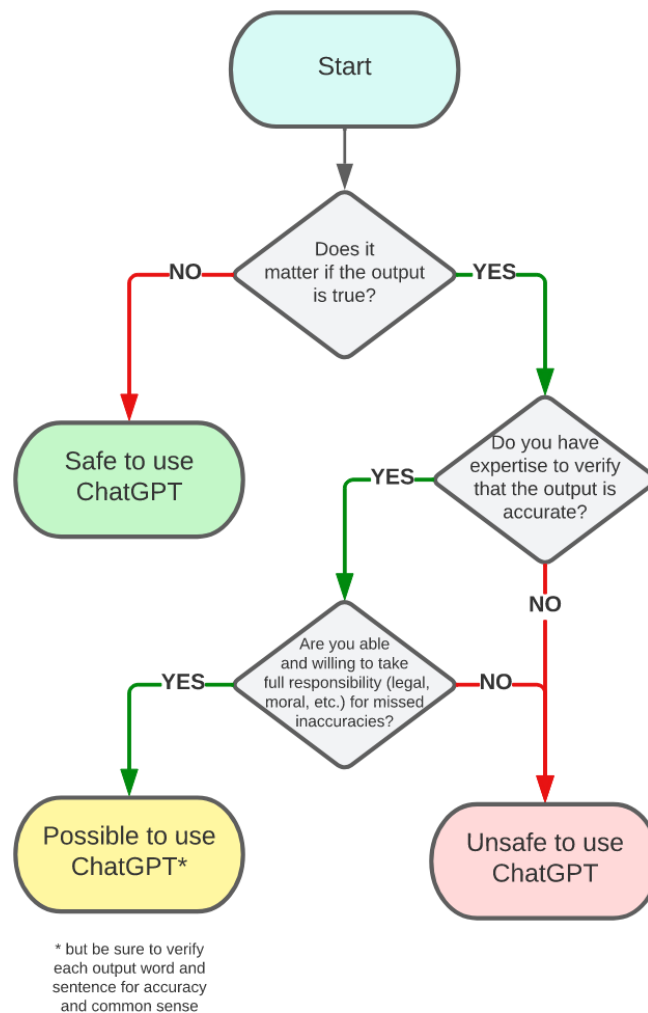 Start
Does it
matter if the output
is true?
NO
YES
Safe to use
ChatGPT
Do you have
expertise to verify
that the output is
accurate?
YES
NO
Are you able
and willing to take
full responsibility (legal,
moral, etc.) for missed
inaccuracies?
YES
NO
Possible to use
ChatGPT*
Unsafe to use
ChatGPT
* but be sure to verify
each output word and
sentence for accuracy
and common sense